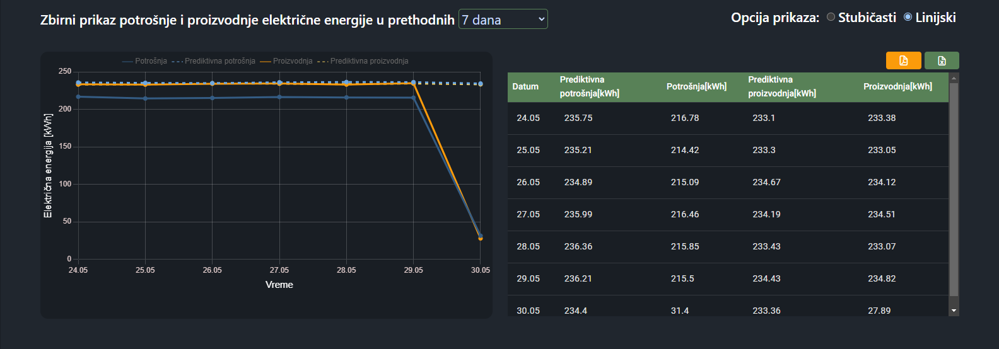 Zbirni prikaz potrošnje i proizvodnje električne energije u prethodnih 7 dana
Opcija prikaza: Stubičasti Linijski
Potrošnja Prediktivna potrošnja Proizvodnja Prediktivna proizvodnja
Električna energija [kWh]
250
200
150
100
50
0
24.05 25.05 26.05 27.05 28.05 29.05 30.05
Vreme
Datum Prediktivna potrošnja[kWh] Potrošnja[kWh] Prediktivna proizvodnja[kWh] Proizvodnja[kWh]
24.05 235.75 216.78 233.1 233.38
25.05 235.21 214.42 233.3 233.05
26.05 234.89 215.09 234.67 234.12
27.05 235.99 216.46 234.19 234.51
28.05 236.36 215.85 233.43 233.07
29.05 236.21 215.5 234.43 234.82
30.05 234.4 31.4 233.36 27.89